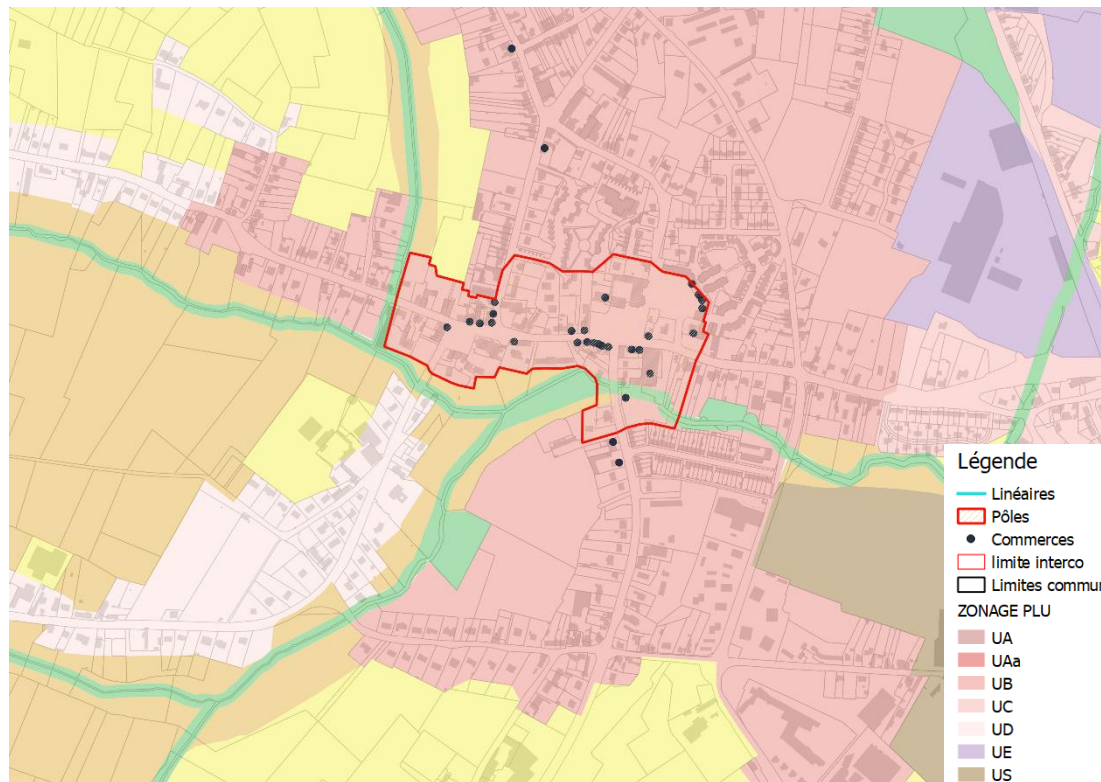 Légende
Linéaires
Pôles
Commerces
limite interco
Limites commun
ZONAGE PLU
UA
UAa
UB
UC
UD
UE
US